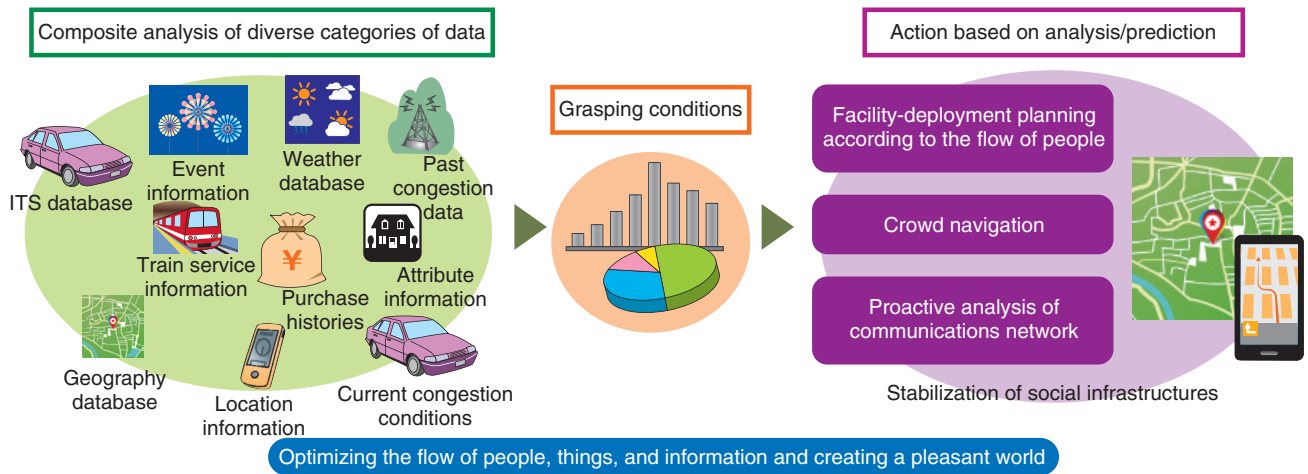 Composite analysis of diverse categories of data
ITS database
Event
information
Weather
database
Past
congestion
data
Train service
information
¥
Purchase
histories
Attribute
information
Geography
database
Location
information
Current congestion
conditions
Grasping conditions
Action based on analysis/prediction
Facility-deployment planning
according to the flow of people
Crowd navigation
Proactive analysis of
communications network
Stabilization of social infrastructures
Optimizing the flow of people, things, and information and creating a pleasant world